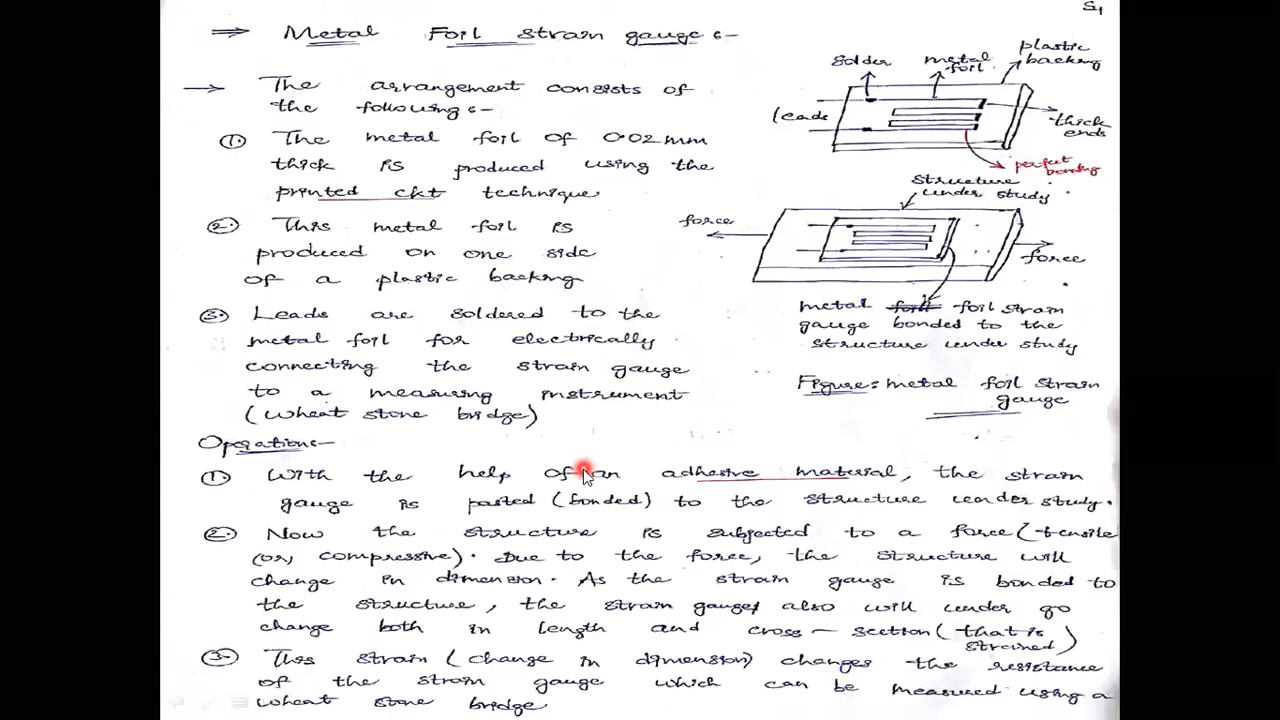 S1
⇒ Metal Foil strain gauge :-
→ The arrangement consists of
the following :-
① The metal foil of 0.02 mm
thick is produced using the
printed ckt technique
② This metal foil is
produced on one side
of a plastic backing
③ Leads are soldered to the
metal foil for electrically
connecting the strain gauge
to a measuring instrument
(wheat stone bridge)
solder
metal
foil
plastic
backing
leads
thick
ends
perfect
bonding
structure
under study
force
force
metal foil strain
gauge bonded to the
structure under study
Figure: metal foil strain
gauge
Operation:-
① With the help of an adhesive material, the strain
gauge is pasted (bonded) to the structure under study.
② Now the structure is subjected to a force (tensile
(or) compressive). Due to the force, the structure will
change in dimension. As the strain gauge is bonded to
the structure, the strain gauge also will under go
change both in length and cross-section (that is
strained)
③ This strain (change in dimension) changes the resistance
of the strain gauge which can be measured using a
wheat stone bridge